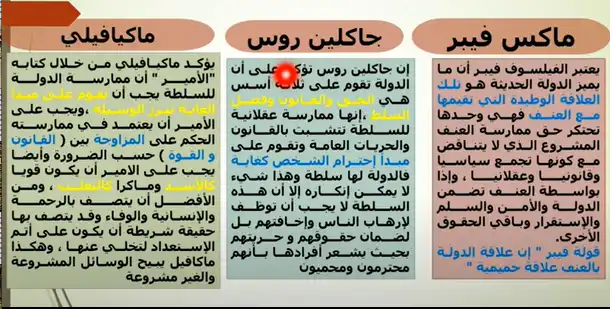 ماكس فيبر
يعتبر الفيلسوف فيبر أن ما
يميز الدولة الحديثة هو تلك
العلاقة الوطيدة التي تقيمها
مع العنف فهي وحدها
تحتكر حق ممارسة العنف
المشروع الذي لا يتناقض
مع كونها تجمع سياسيا
وقانونيا وعقلانيا ، وإذا
بواسطة العنف تضمن
الدولة والأمن والسلم
والإستقرار وباقي الحقوق
الأخرى.
قولة فيبر " إن علاقة الدولة
بالعنف علاقة حميمية "
جاكلين روس
إن جاكلين روس تؤكد على أن
الدولة تقوم على ثلاثة أسس
هي الحق والقانون وفصل
السلط ,إنها ممارسة عقلانية
للسلطة تتشبت بالقانون
والحريات العامة وتقوم على
مبدأ إحترام الشخص كغاية
فالدولة لها سلطة وهذا شيء
لا يمكن إنكاره إلا أن هذه
السلطة لا يجب أن توظف
لإرهاب الناس وإخافتهم بل
لضمان حقوقهم و حريتهم
بحيث يشعر أفرادها بأنهم
محترمون ومحميون
ماكيافيلي
يؤكد ماكيافيلي من خلال كتابه
"الأمير " أن ممارسة الدولة
للسلطة يجب أن تقوم على مبدأ
الغاية تبرر الوسيلة ,ويجب على
الأمير أن يعتمد في ممارسته
الحكم على المزاوجة بين ( القانون
و القوة ) حسب الضرورة وأيضا
يجب على الامير أن يكون قويا
كالأسد وماكرا كالثعلب ، ومن
الأفضل أن يتصف بالرحمة
والإنسانية والوفاء وقد يتصف بها
حقيقة شريطة أن يكون على أتم
الإستعداد لتخلي عنها ، وهكذا
ماكافيل يبيح الوسائل المشروعة
والغير مشروعة